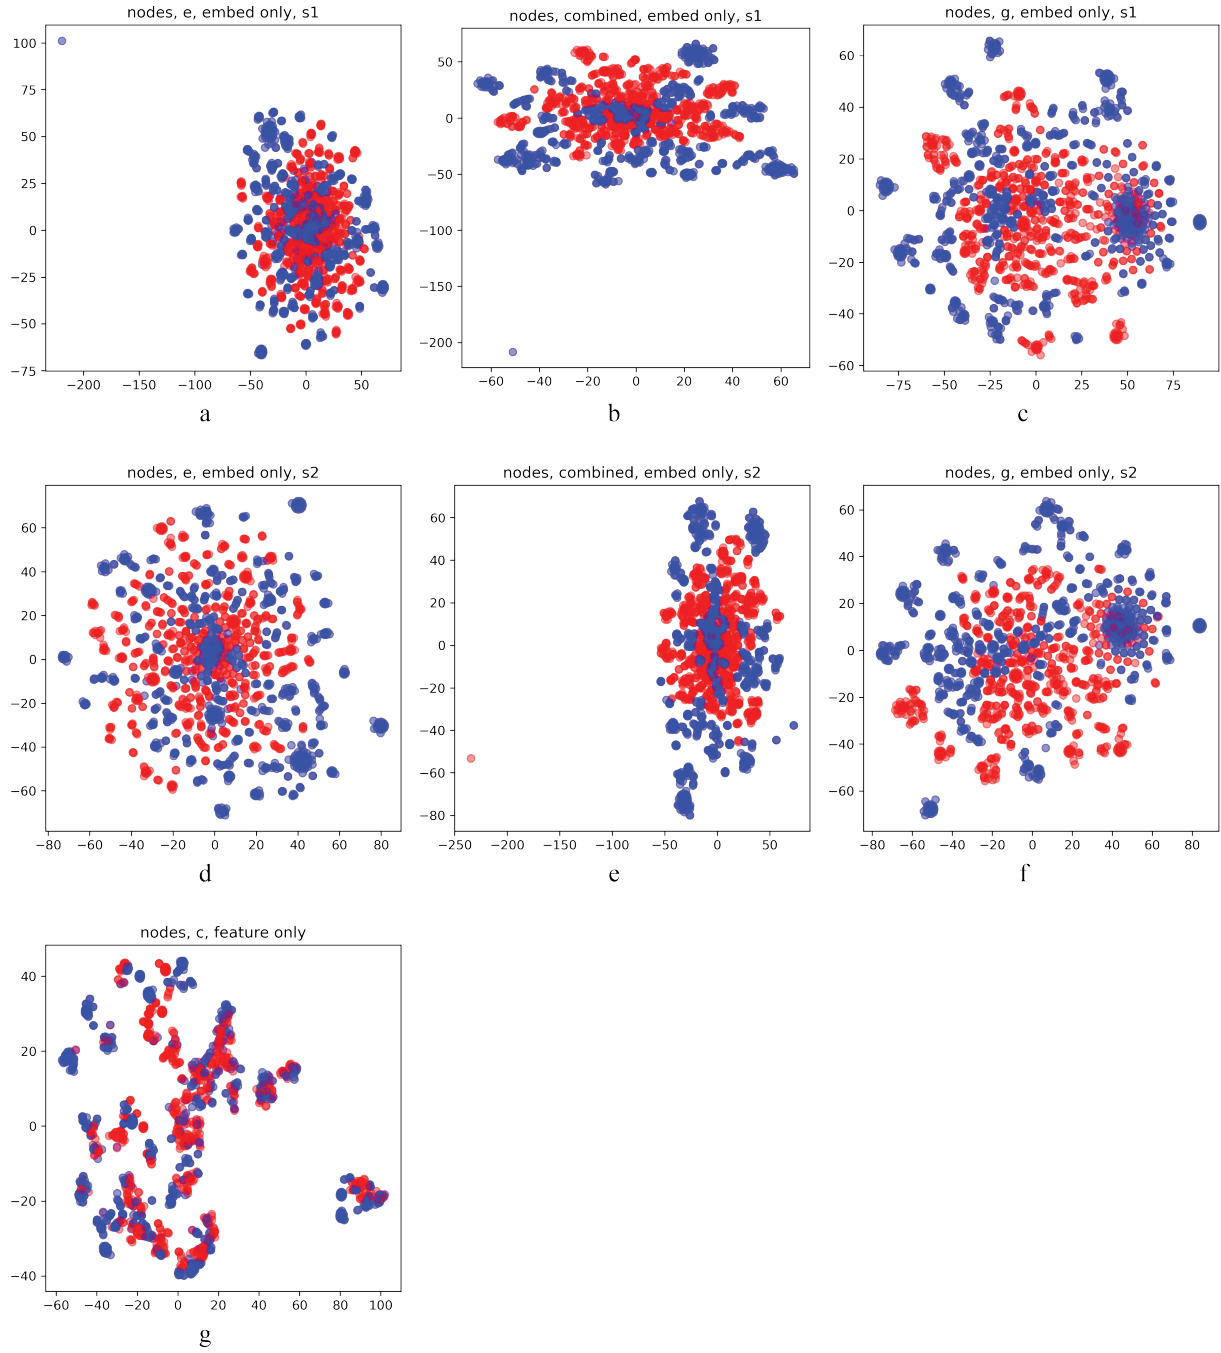 nodes, e, embed only, s1
100
75
50
25
0
−25
−50
−75
−200 −150 −100 −50 0 50
a
nodes, combined, embed only, s1
50
0
−50
−100
−150
−200
−60 −40 −20 0 20 40 60
b
nodes, g, embed only, s1
60
40
20
0
−20
−40
−60
−75 −50 −25 0 25 50 75
c
nodes, e, embed only, s2
60
40
20
0
−20
−40
−60
−80 −60 −40 −20 0 20 40 60 80
d
nodes, combined, embed only, s2
60
40
20
0
−20
−40
−60
−80
−250 −200 −150 −100 −50 0 50
e
nodes, g, embed only, s2
60
40
20
0
−20
−40
−60
−80 −60 −40 −20 0 20 40 60 80
f
nodes, c, feature only
40
20
0
−20
−40
−60 −40 −20 0 20 40 60 80 100
g